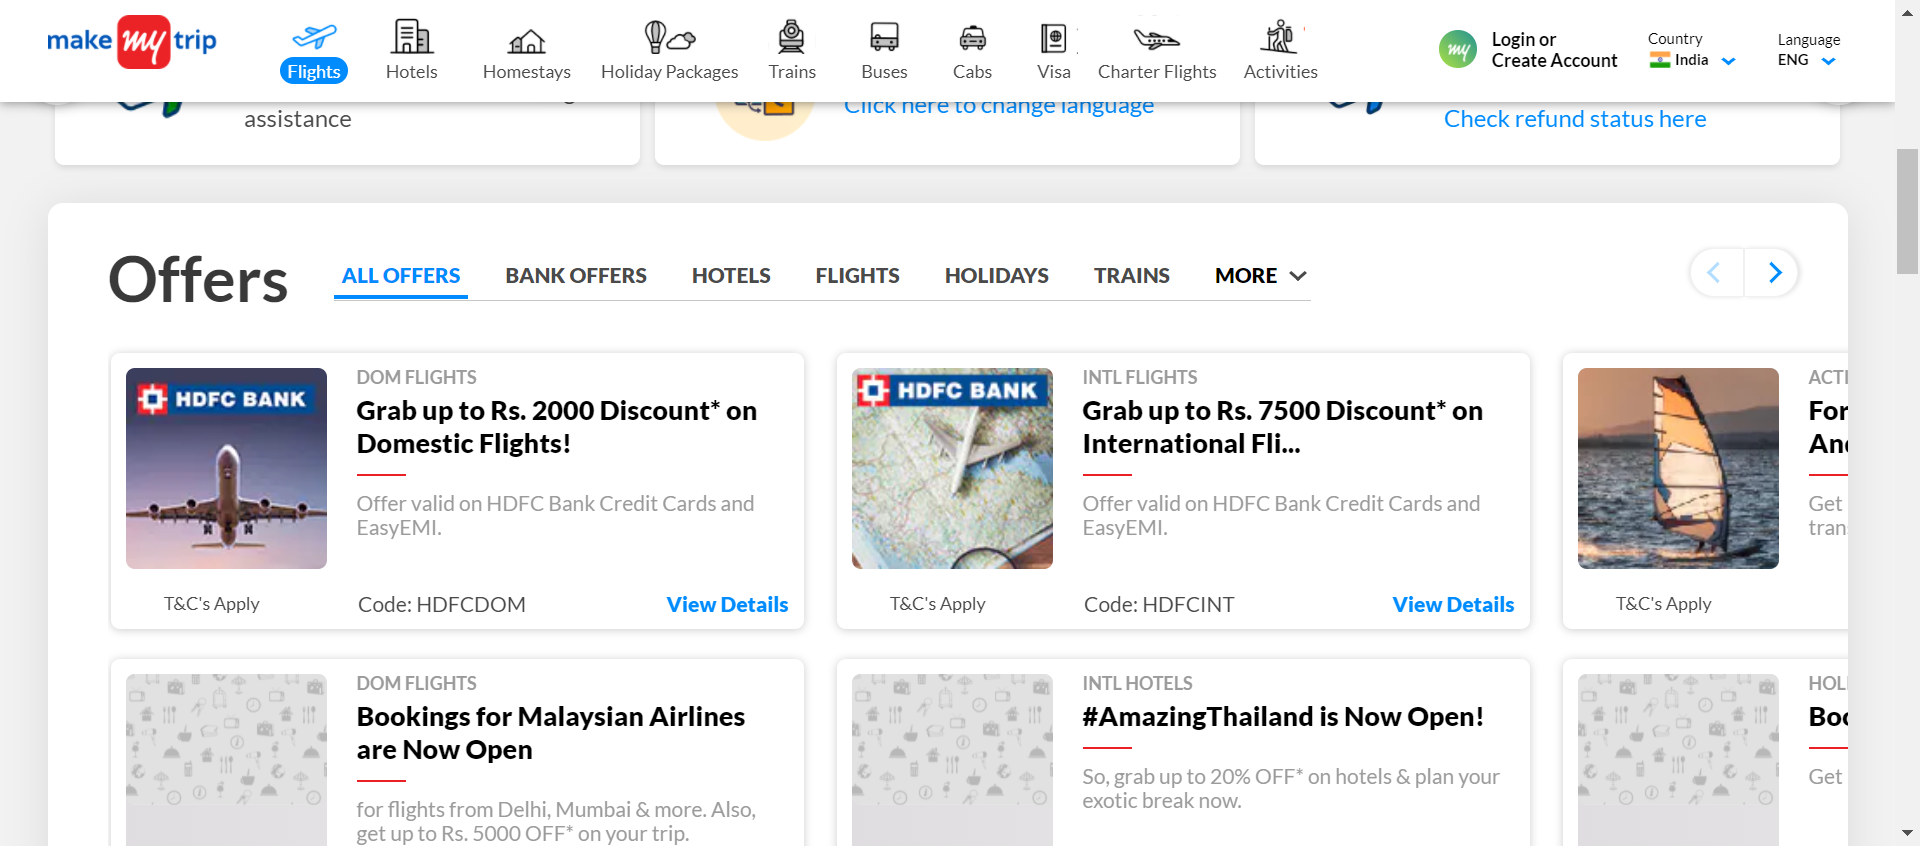 make my trip
Flights
Hotels
Homestays
Holiday Packages
Trains
Buses
Cabs
Visa
Charter Flights
Activities
my
Login or
Create Account
Country
India
Language
ENG
assistance
Click here to change language
Check refund status here
Offers
ALL OFFERS
BANK OFFERS
HOTELS
FLIGHTS
HOLIDAYS
TRAINS
MORE
HDFC BANK
DOM FLIGHTS
Grab up to Rs. 2000 Discount* on
Domestic Flights!
Offer valid on HDFC Bank Credit Cards and
EasyEMI.
T&C's Apply
Code: HDFCDOM
View Details
HDFC BANK
INTL FLIGHTS
Grab up to Rs. 7500 Discount* on
International Fli...
Offer valid on HDFC Bank Credit Cards and
EasyEMI.
T&C's Apply
Code: HDFCINT
View Details
ACTI
For
Get
T&C's Apply
DOM FLIGHTS
Bookings for Malaysian Airlines
are Now Open
for flights from Delhi, Mumbai & more. Also,
get up to Rs. 5000 OFF* on your trip.
INTL HOTELS
#AmazingThailand is Now Open!
So, grab up to 20% OFF* on hotels & plan your
exotic break now.
Get